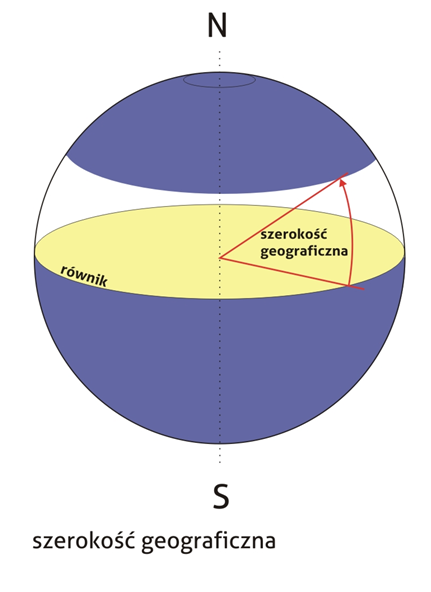 N
szerokość
geograficzna
równik
S
szerokość geograficzna